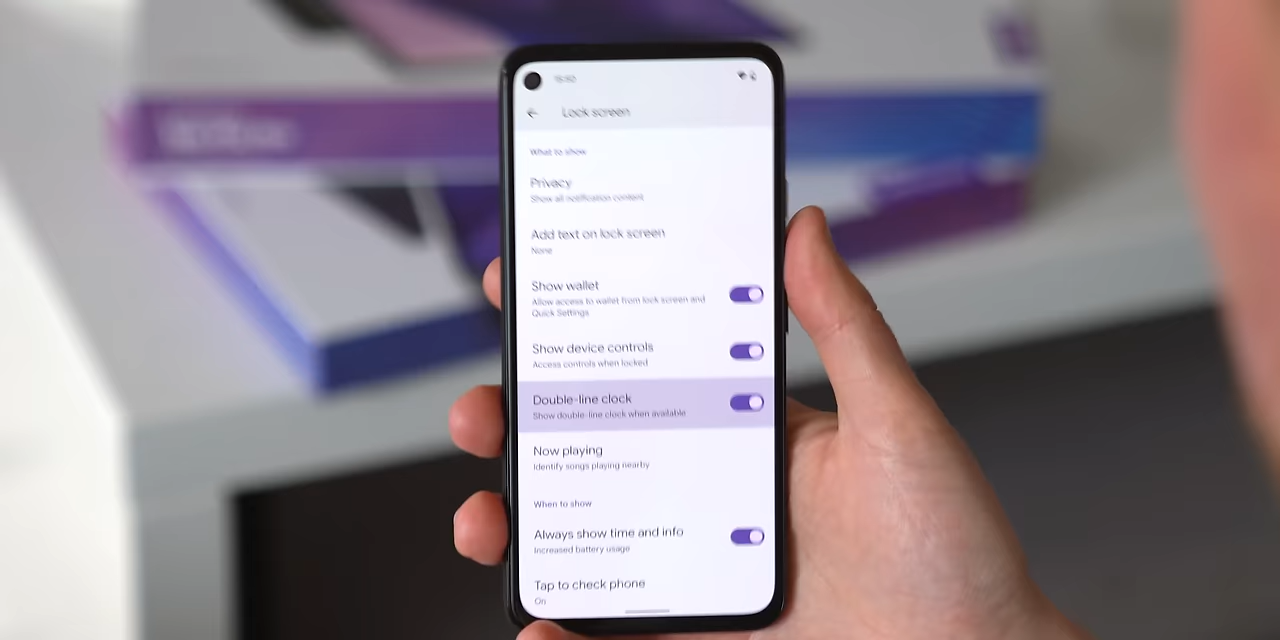 Lock screen
What to show
Privacy
Show all notification content
Add text on lock screen
None
Show wallet
Allow access to wallet from lock screen and
Quick Settings
Show device controls
Access controls when locked
Double-line clock
Show double-line clock when available
Now playing
Identify songs playing nearby
When to show
Always show time and info
Increased battery usage
Tap to check phone
On